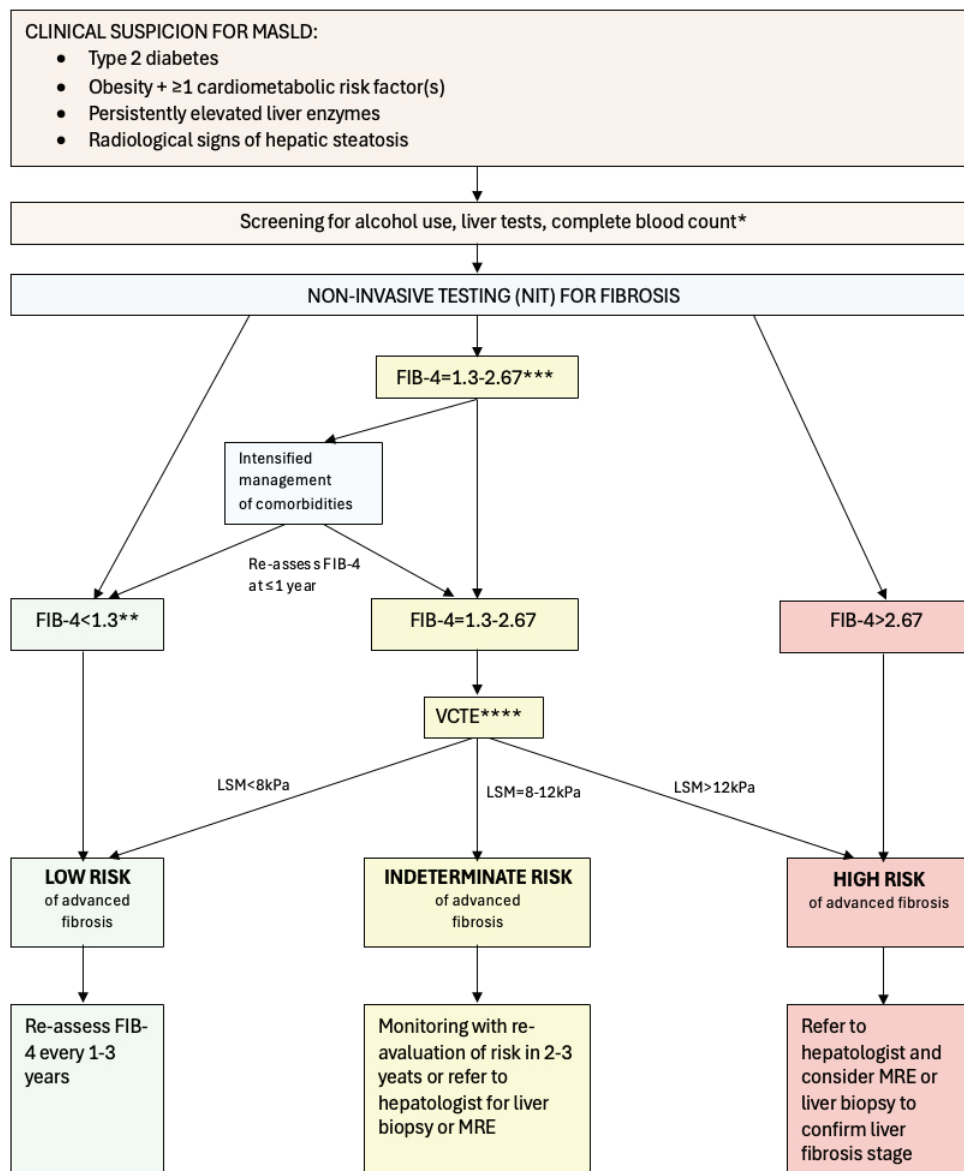 CLINICAL SUSPICION FOR MASLD:
• Type 2 diabetes
• Obesity + ≥1 cardiometabolic risk factor(s)
• Persistently elevated liver enzymes
• Radiological signs of hepatic steatosis
Screening for alcohol use, liver tests, complete blood count*
NON-INVASIVE TESTING (NIT) FOR FIBROSIS
FIB-4=1.3-2.67***
Intensified
management
of comorbidities
Re-assess FIB-4
at ≤1 year
FIB-4<1.3**
FIB-4=1.3-2.67
FIB-4>2.67
VCTE****
LSM<8kPa
LSM=8-12kPa
LSM>12kPa
LOW RISK
of advanced
fibrosis
INDETERMINATE RISK
of advanced
fibrosis
HIGH RISK
of advanced fibrosis
Re-assess FIB-
4 every 1-3
years
Monitoring with re-
evaluation of risk in 2-3
yeats or refer to
hepatologist for liver
biopsy or MRE
Refer to
hepatologist and
consider MRE or
liver biopsy to
confirm liver
fibrosis stage